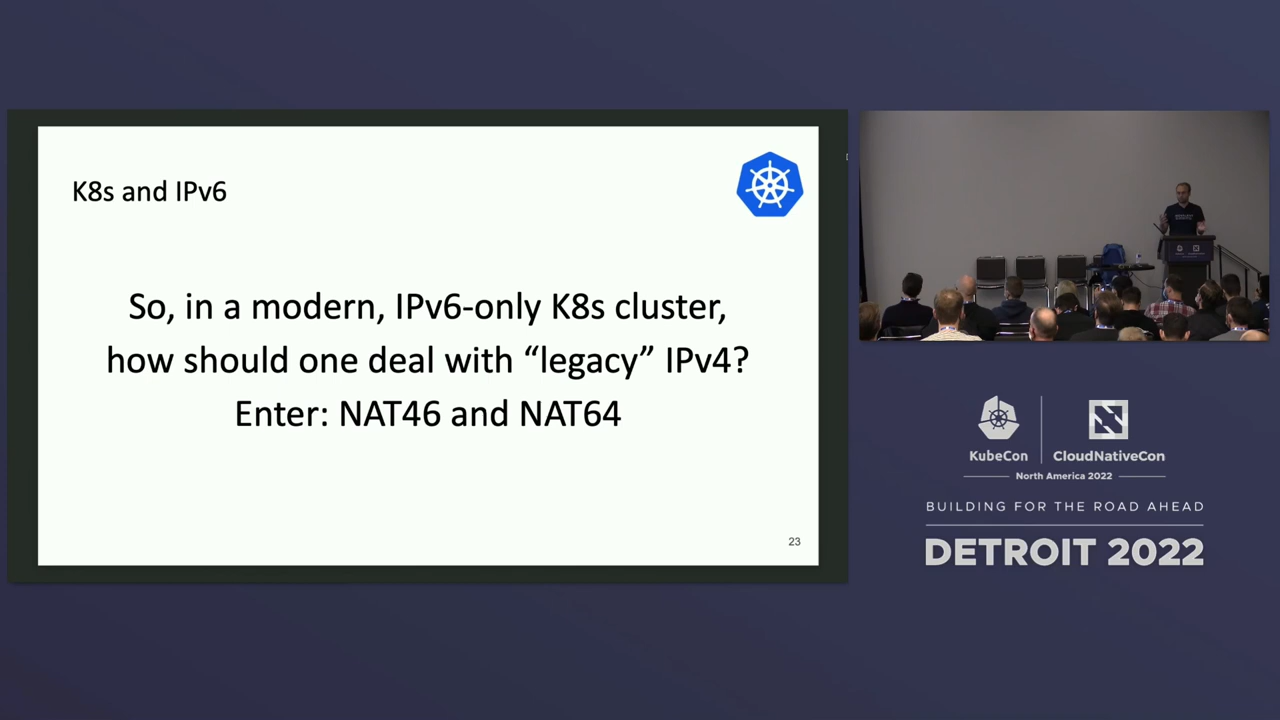 K8s and IPv6
So, in a modern, IPv6-only K8s cluster,
how should one deal with “legacy” IPv4?
Enter: NAT46 and NAT64
23
KubeCon
CloudNativeCon
North America 2022
BUILDING FOR THE ROAD AHEAD
DETROIT 2022